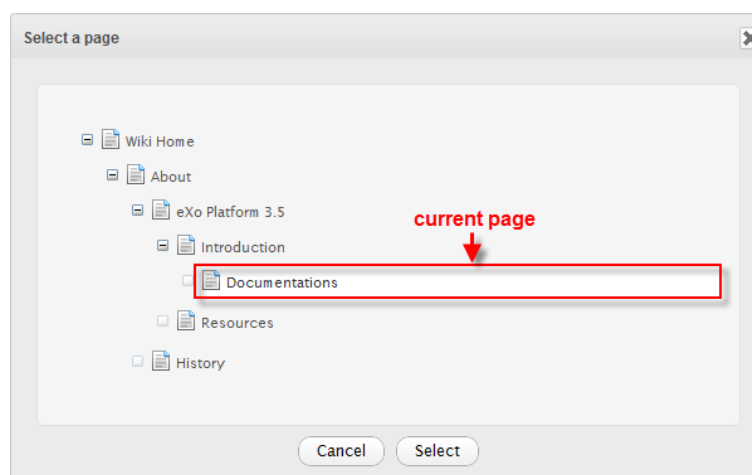 Select a page
Wiki Home
About
eXo Platform 3.5
current page
Introduction
Documentations
Resources
History
Cancel Select